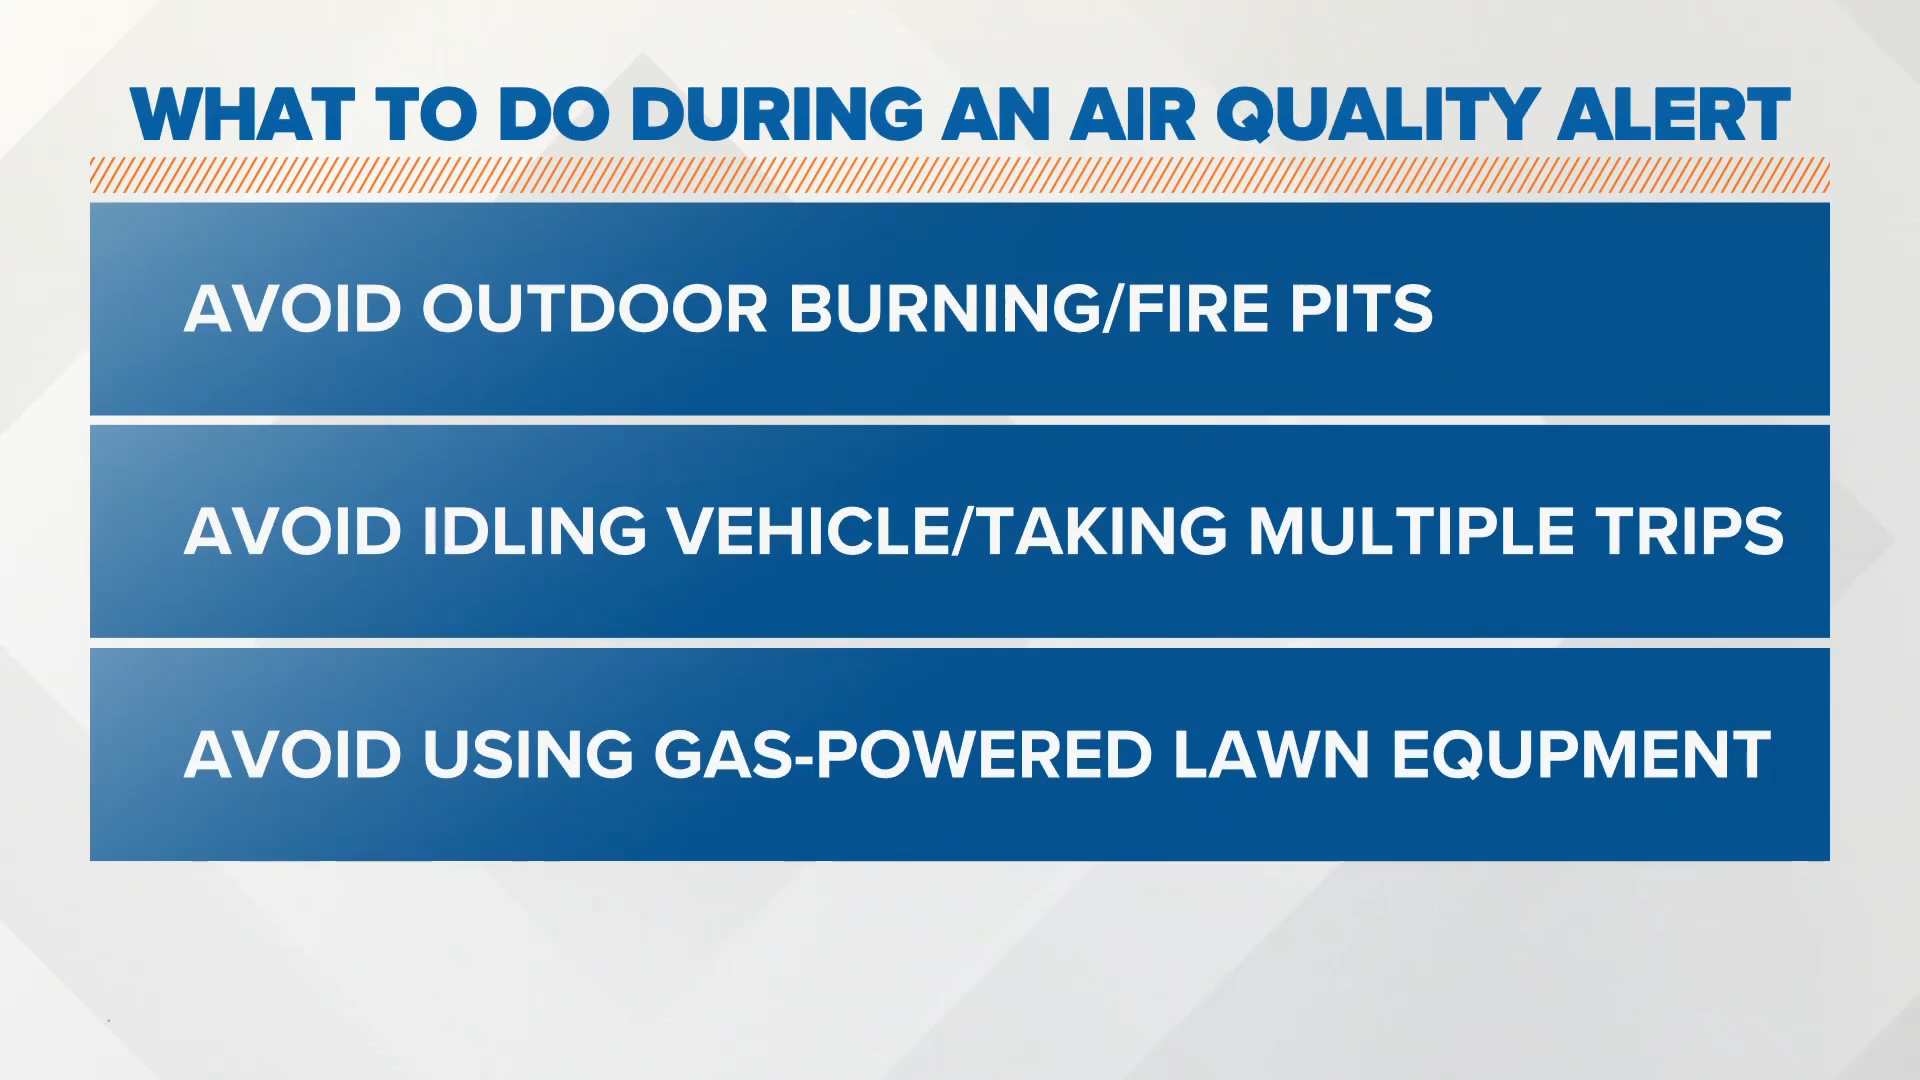 WHAT TO DO DURING AN AIR QUALITY ALERT
AVOID OUTDOOR BURNING/FIRE PITS
AVOID IDLING VEHICLE/TAKING MULTIPLE TRIPS
AVOID USING GAS-POWERED LAWN EQUPMENT